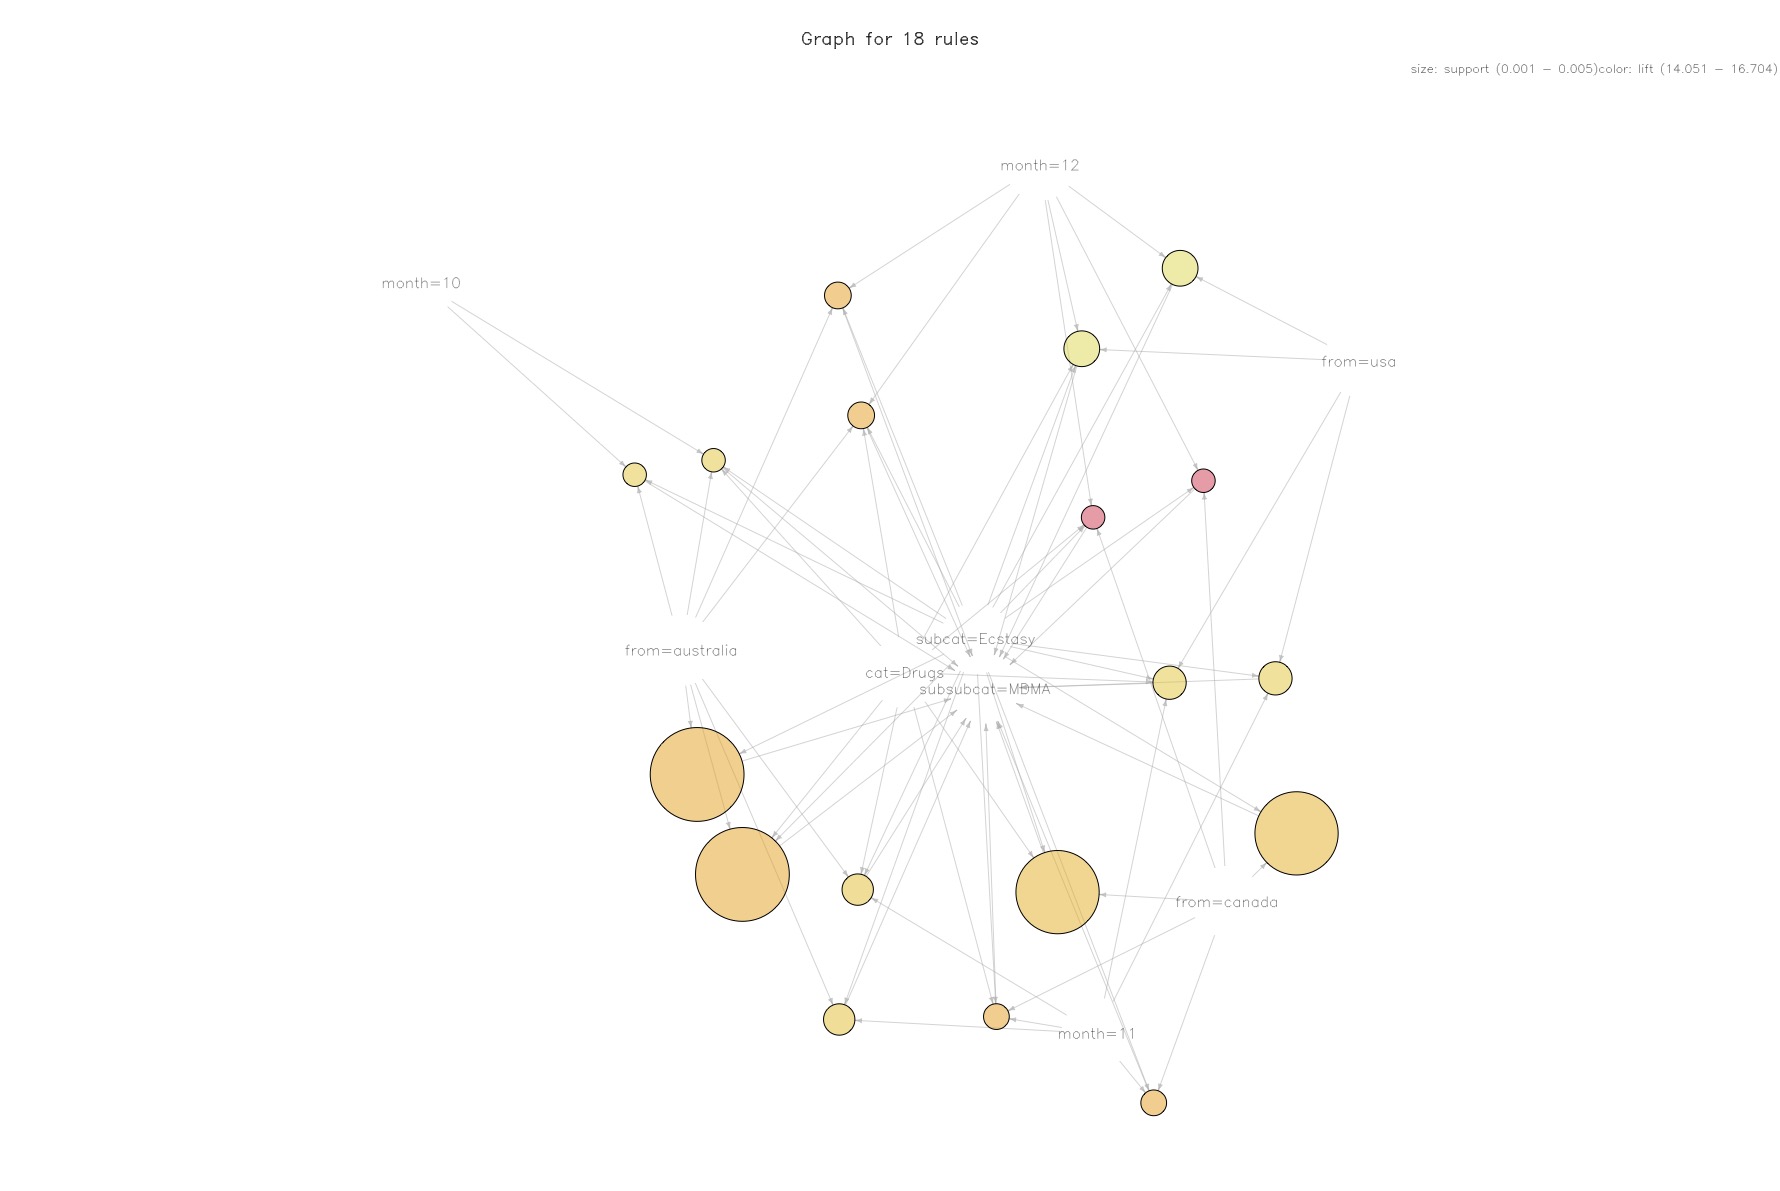 Graph for 18 rules
size: support (0.001 - 0.005)color: lift (14.051 - 16.704)
month=12
month=10
from=usa
subcat=Ecstasy
from=australia
cat=Drugs
subsubcat=MDMA
from=canada
month=11